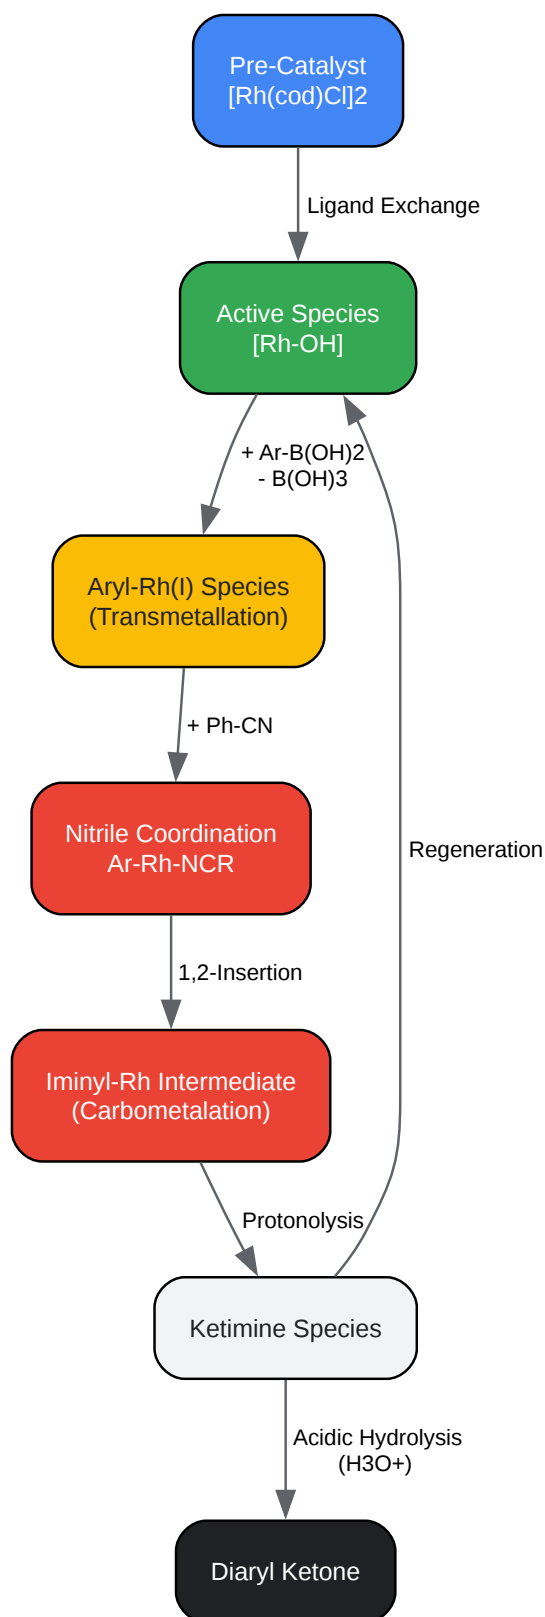 Pre-Catalyst
[Rh(cod)Cl]2
Ligand Exchange
Active Species
[Rh-OH]
+ Ar-B(OH)2
- B(OH)3
Aryl-Rh(I) Species
(Transmetallation)
+ Ph-CN
Nitrile Coordination
Ar-Rh-NCR
Regeneration
1,2-Insertion
Iminyl-Rh Intermediate
(Carbometalation)
Protonolysis
Ketimine Species
Acidic Hydrolysis
(H3O+)
Diaryl Ketone